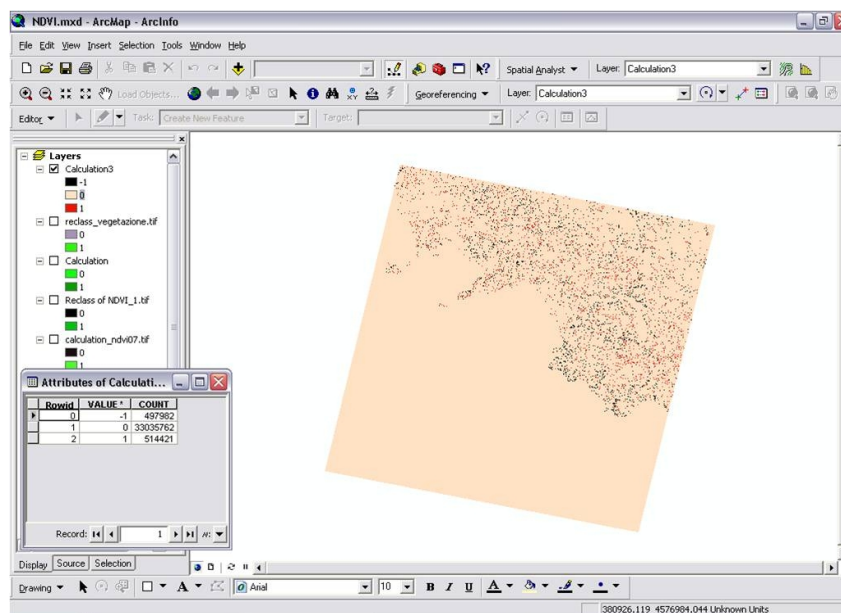 NDVI.mxd - ArcMap - ArcInfo
File Edit View Insert Selection Tools Window Help
Spatial Analyst Layer: Calculation3
Load Objects... Georeferencing Layer: Calculation3
Editor Task: Create New Feature Target:
Layers
Calculation3
-1
0
1
reclass_vegetazione.tif
0
1
Calculation
0
1
Reclass of NDVI_1.tif
0
1
calculation_ndvi07.tif
0
1
Attributes of Calculati...
Rowid VALUE * COUNT
0 -1 497982
1 0 33035762
2 1 514421
Record: 1
Display Source Selection
Drawing A Arial 10 B I U A
380926.119 4576984.044 Unknown Units